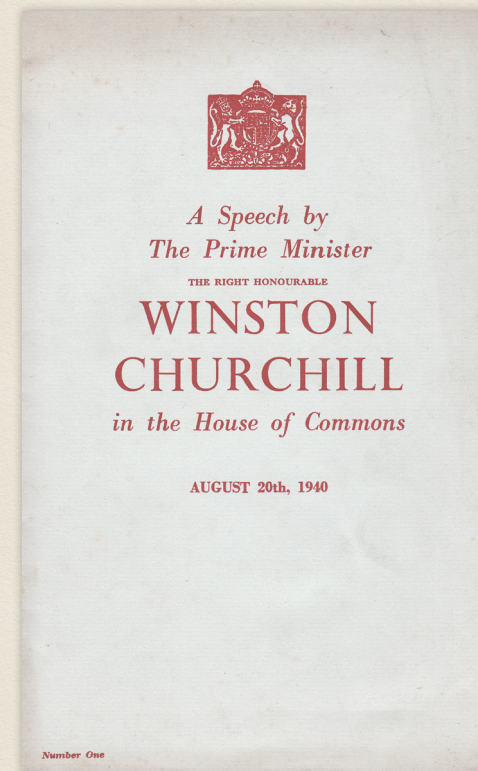 A Speech by
The Prime Minister
THE RIGHT HONOURABLE
WINSTON
CHURCHILL
in the House of Commons
AUGUST 20th, 1940
Number One